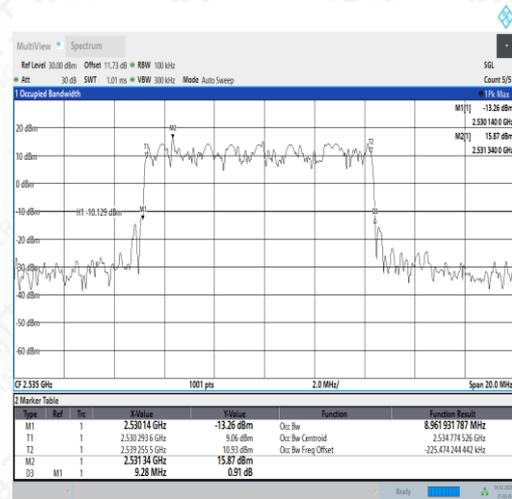 MultiView Spectrum
Ref Level 30.00 dBm Offset 11.73 dB RBW 100 kHz SGL
Att 30 dB SWT 1.01 ms VBW 300 kHz Mode Auto Sweep Count 5/5
1 Occupied Bandwidth 1Pk Max
M1[1] -13.26 dBm
2.530 140 0 GHz
M2[1] 15.87 dBm
2.531 340 0 GHz
M2
20 dBm
10 dBm
0 dBm
-10 dBm H1 -10.129 dBm M1
-20 dBm
-30 dBm
-40 dBm
-50 dBm
-60 dBm
CF 2.535 GHz 1001 pts 2.0 MHz/ Span 20.0 MHz
2 Marker Table
Type Ref Trc X-Value Y-Value Function Function Result
M1 1 2.53014 GHz -13.26 dBm Occ Bw 8.961 931 787 MHz
T1 1 2.530 293 6 GHz 9.06 dBm Occ Bw Centroid 2.534 774 526 GHz
T2 1 2.539 255 5 GHz 10.93 dBm Occ Bw Freq Offset -225.474 244 442 kHz
M2 1 2.53134 GHz 15.87 dBm
D3 M1 1 9.28 MHz 0.91 dB
Ready